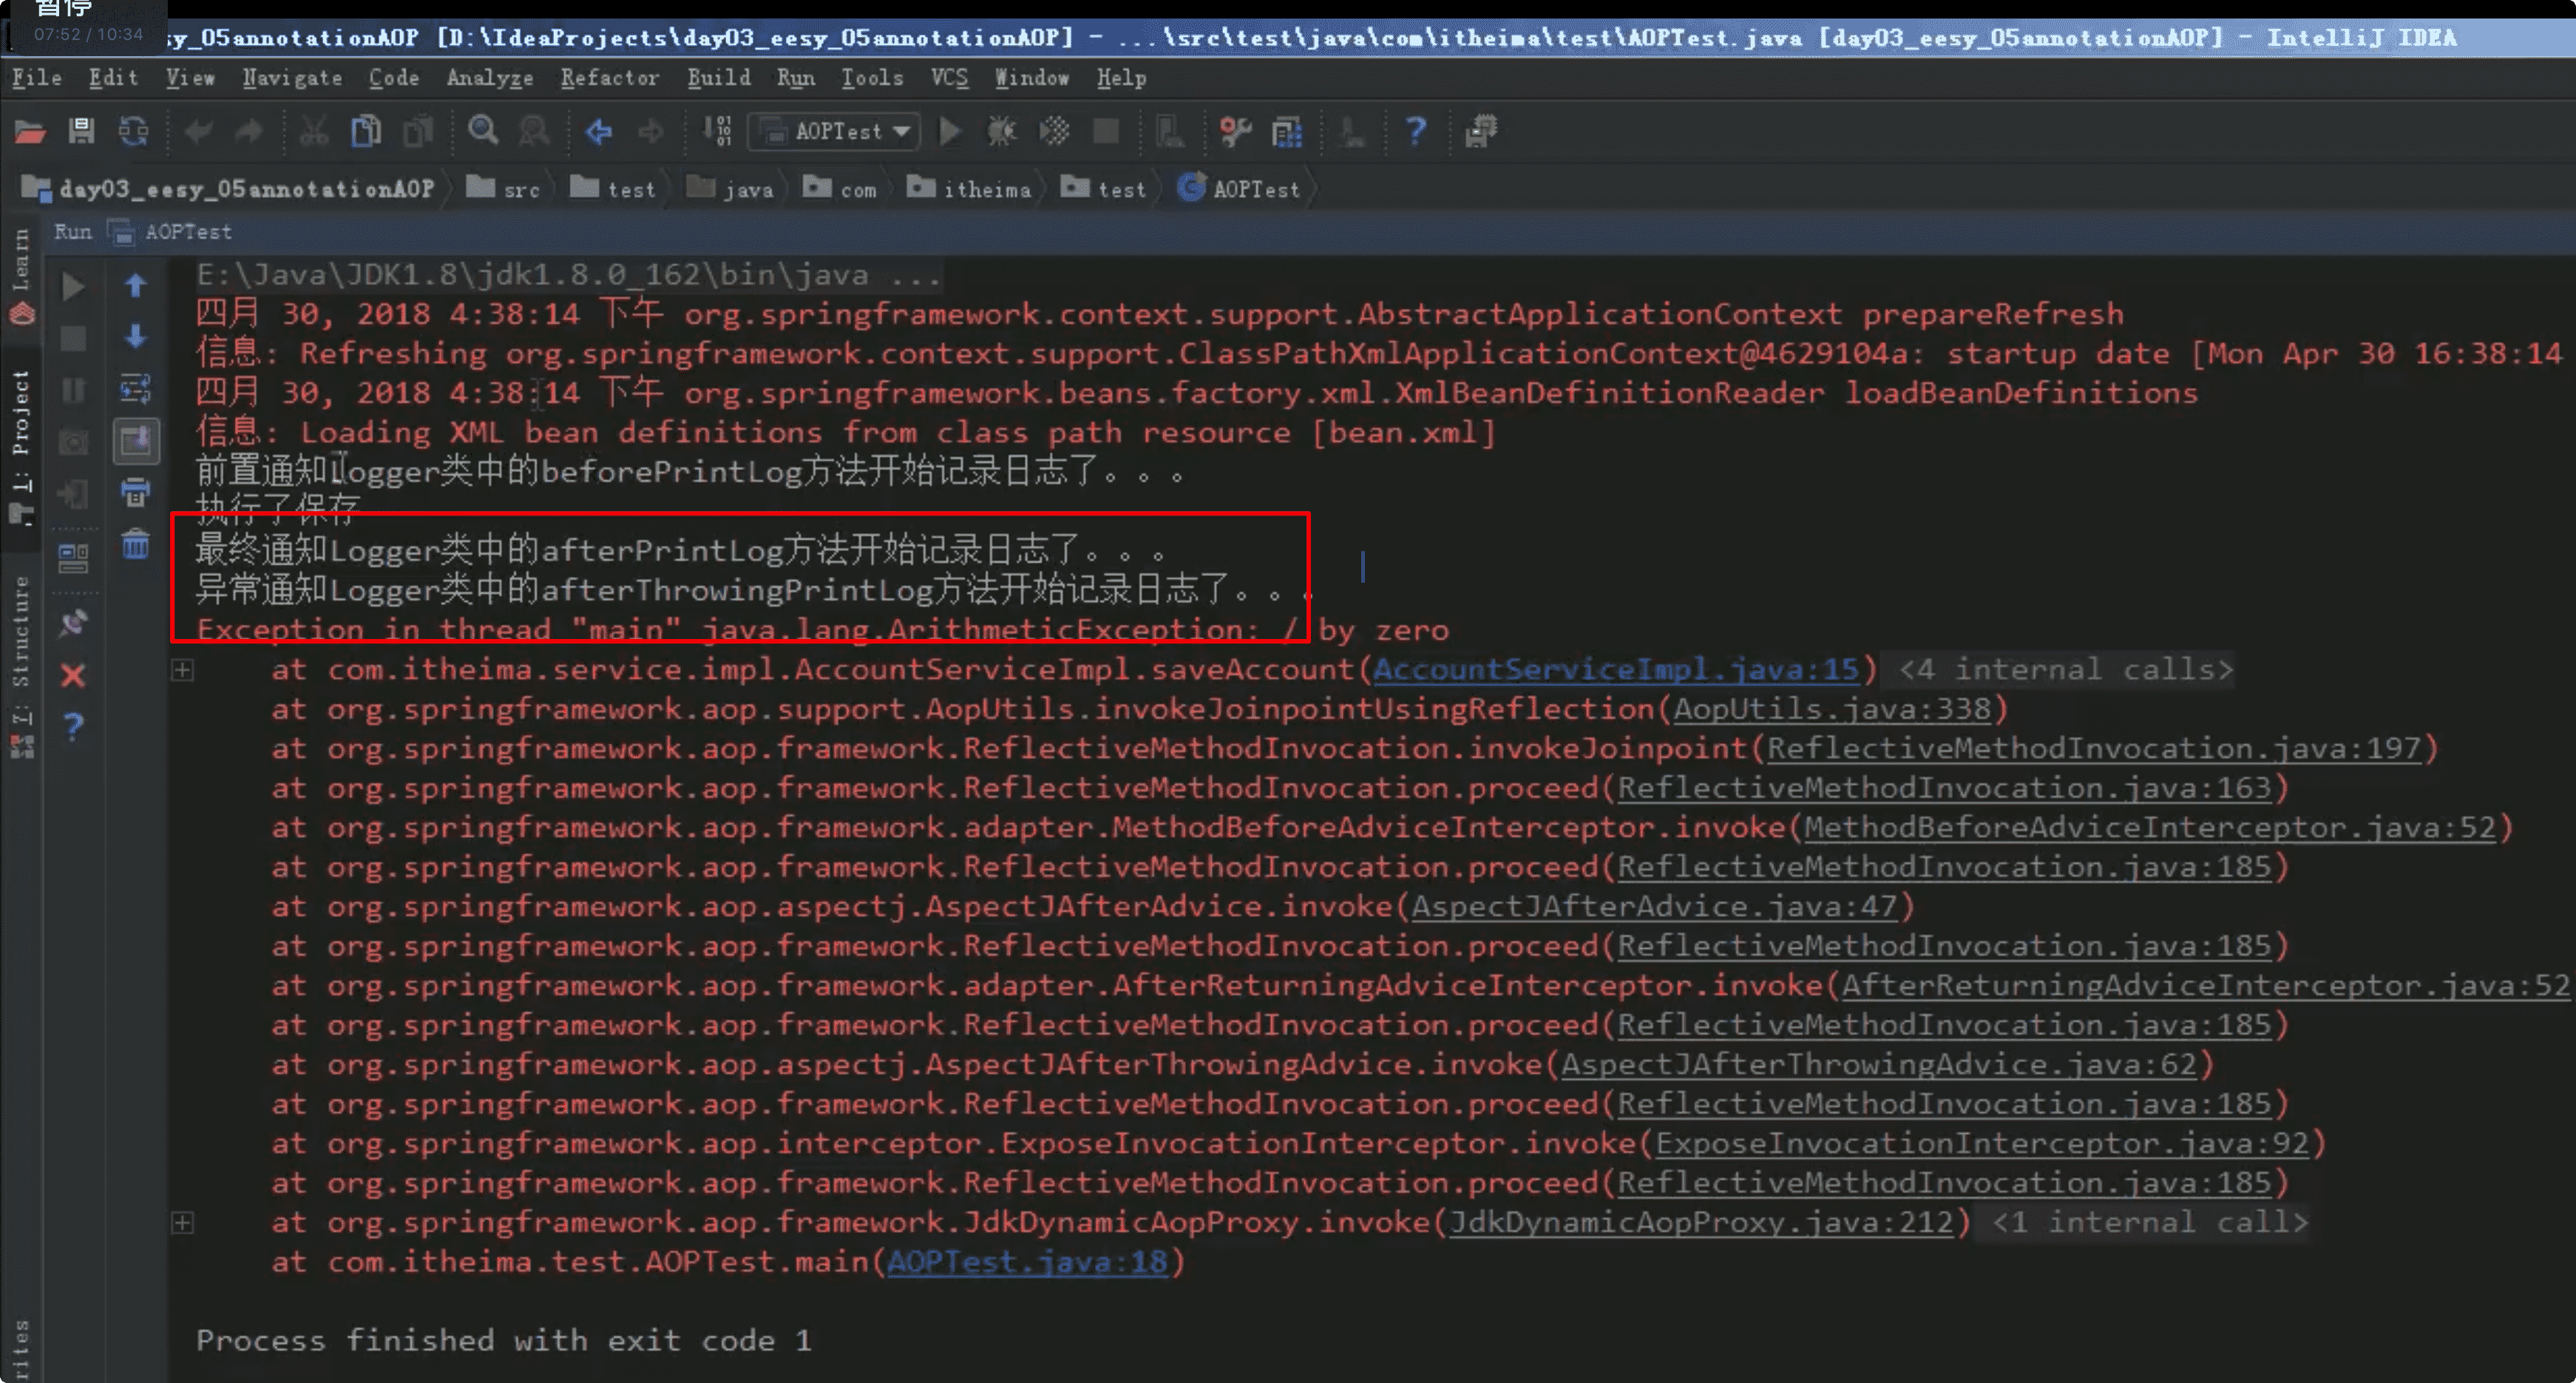 暂停
07:52 / 10:34
sy_05annotationAOP [D:\IdeaProjects\day03_eesy_05annotationAOP] - ...\src\test\java\com\itheima\test\AOPTest.java [day03_eesy_05annotationAOP] - IntelliJ IDEA
File Edit View Navigate Code Analyze Refactor Build Run Tools VCS Window Help
AOPTest
day03_eesy_05annotationAOP src test java com itheima test AOPTest
Run AOPTest
Learn
1: Project
7: Structure
rites
E:\Java\JDK1.8\jdk1.8.0_162\bin\java ...
四月 30, 2018 4:38:14 下午 org.springframework.context.support.AbstractApplicationContext prepareRefresh
信息: Refreshing org.springframework.context.support.ClassPathXmlApplicationContext@4629104a: startup date [Mon Apr 30 16:38:14
四月 30, 2018 4:38:14 下午 org.springframework.beans.factory.xml.XmlBeanDefinitionReader loadBeanDefinitions
信息: Loading XML bean definitions from class path resource [bean.xml]
前置通知Logger类中的beforePrintLog方法开始记录日志了。。。
执行了保存
最终通知Logger类中的afterPrintLog方法开始记录日志了。。。
异常通知Logger类中的afterThrowingPrintLog方法开始记录日志了。。。
Exception in thread "main" java.lang.ArithmeticException: / by zero
at com.itheima.service.impl.AccountServiceImpl.saveAccount(AccountServiceImpl.java:15) <4 internal calls>
at org.springframework.aop.support.AopUtils.invokeJoinpointUsingReflection(AopUtils.java:338)
at org.springframework.aop.framework.ReflectiveMethodInvocation.invokeJoinpoint(ReflectiveMethodInvocation.java:197)
at org.springframework.aop.framework.ReflectiveMethodInvocation.proceed(ReflectiveMethodInvocation.java:163)
at org.springframework.aop.framework.adapter.MethodBeforeAdviceInterceptor.invoke(MethodBeforeAdviceInterceptor.java:52)
at org.springframework.aop.framework.ReflectiveMethodInvocation.proceed(ReflectiveMethodInvocation.java:185)
at org.springframework.aop.aspectj.AspectJAfterAdvice.invoke(AspectJAfterAdvice.java:47)
at org.springframework.aop.framework.ReflectiveMethodInvocation.proceed(ReflectiveMethodInvocation.java:185)
at org.springframework.aop.framework.adapter.AfterReturningAdviceInterceptor.invoke(AfterReturningAdviceInterceptor.java:52
at org.springframework.aop.framework.ReflectiveMethodInvocation.proceed(ReflectiveMethodInvocation.java:185)
at org.springframework.aop.aspectj.AspectJAfterThrowingAdvice.invoke(AspectJAfterThrowingAdvice.java:62)
at org.springframework.aop.framework.ReflectiveMethodInvocation.proceed(ReflectiveMethodInvocation.java:185)
at org.springframework.aop.interceptor.ExposeInvocationInterceptor.invoke(ExposeInvocationInterceptor.java:92)
at org.springframework.aop.framework.ReflectiveMethodInvocation.proceed(ReflectiveMethodInvocation.java:185)
at org.springframework.aop.framework.JdkDynamicAopProxy.invoke(JdkDynamicAopProxy.java:212) <1 internal call>
at com.itheima.test.AOPTest.main(AOPTest.java:18)
Process finished with exit code 1